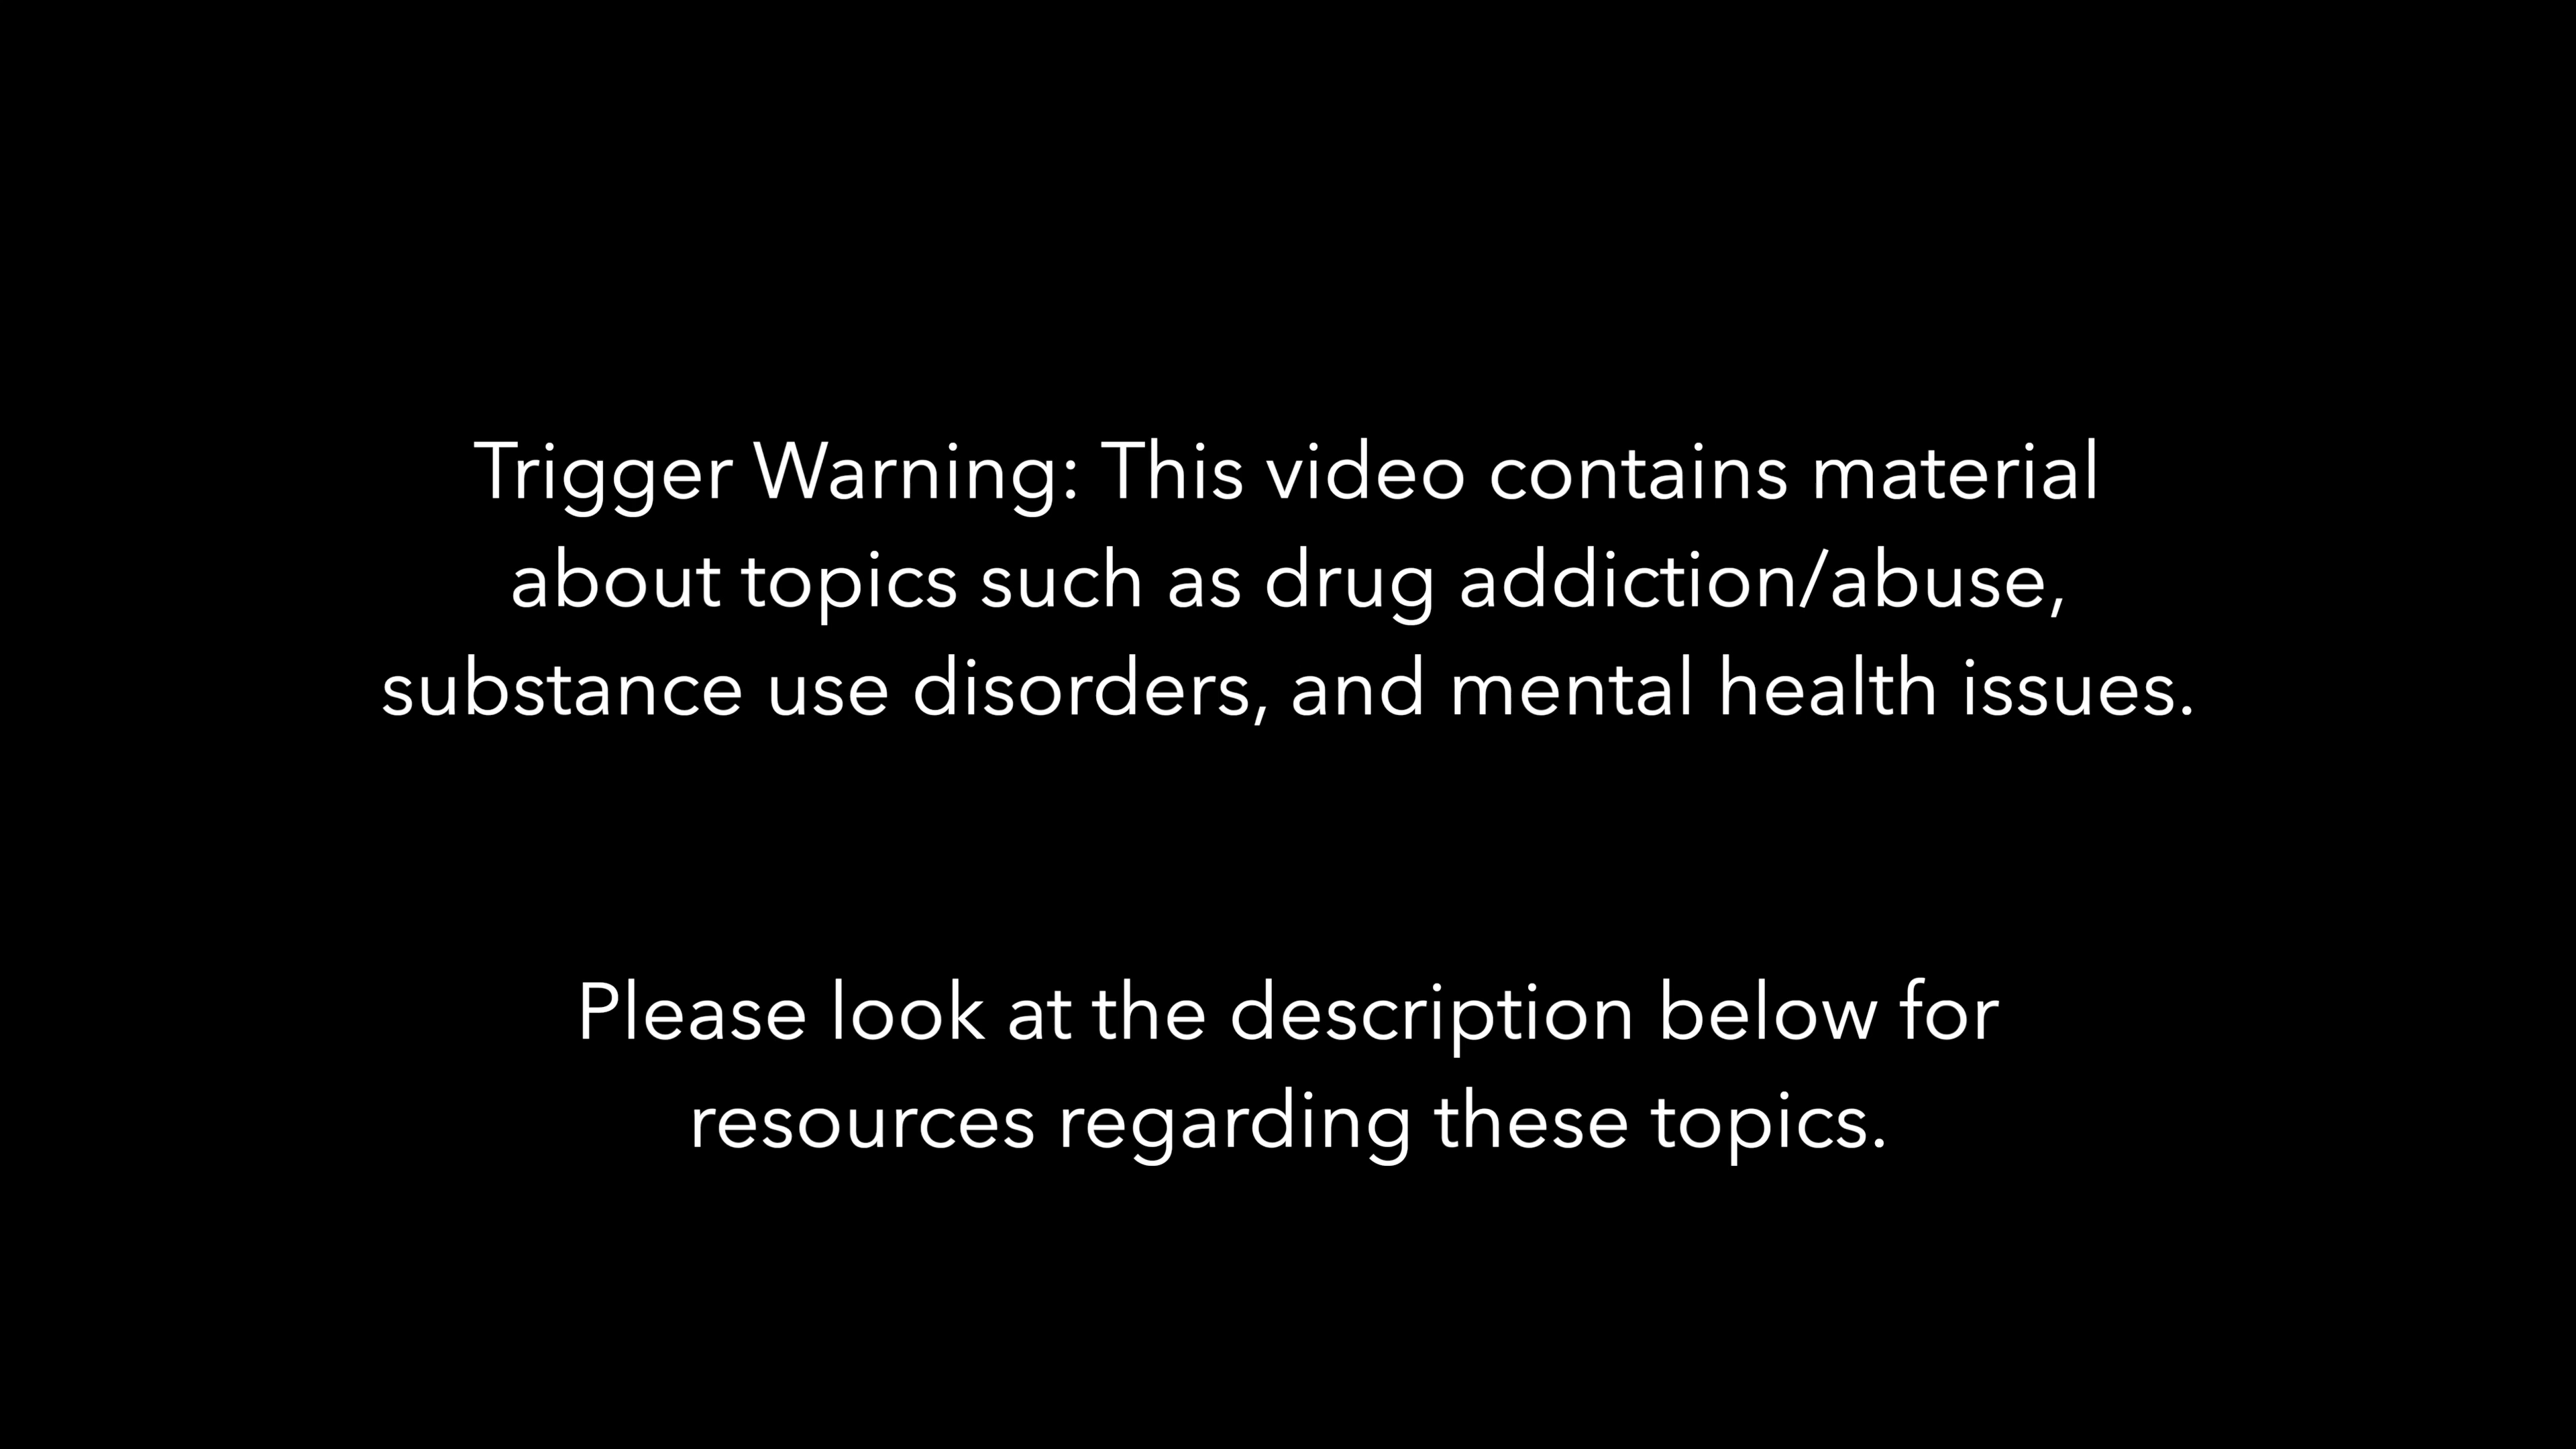 Trigger Warning: This video contains material
about topics such as drug addiction/abuse,
substance use disorders, and mental health issues.
Please look at the description below for
resources regarding these topics.